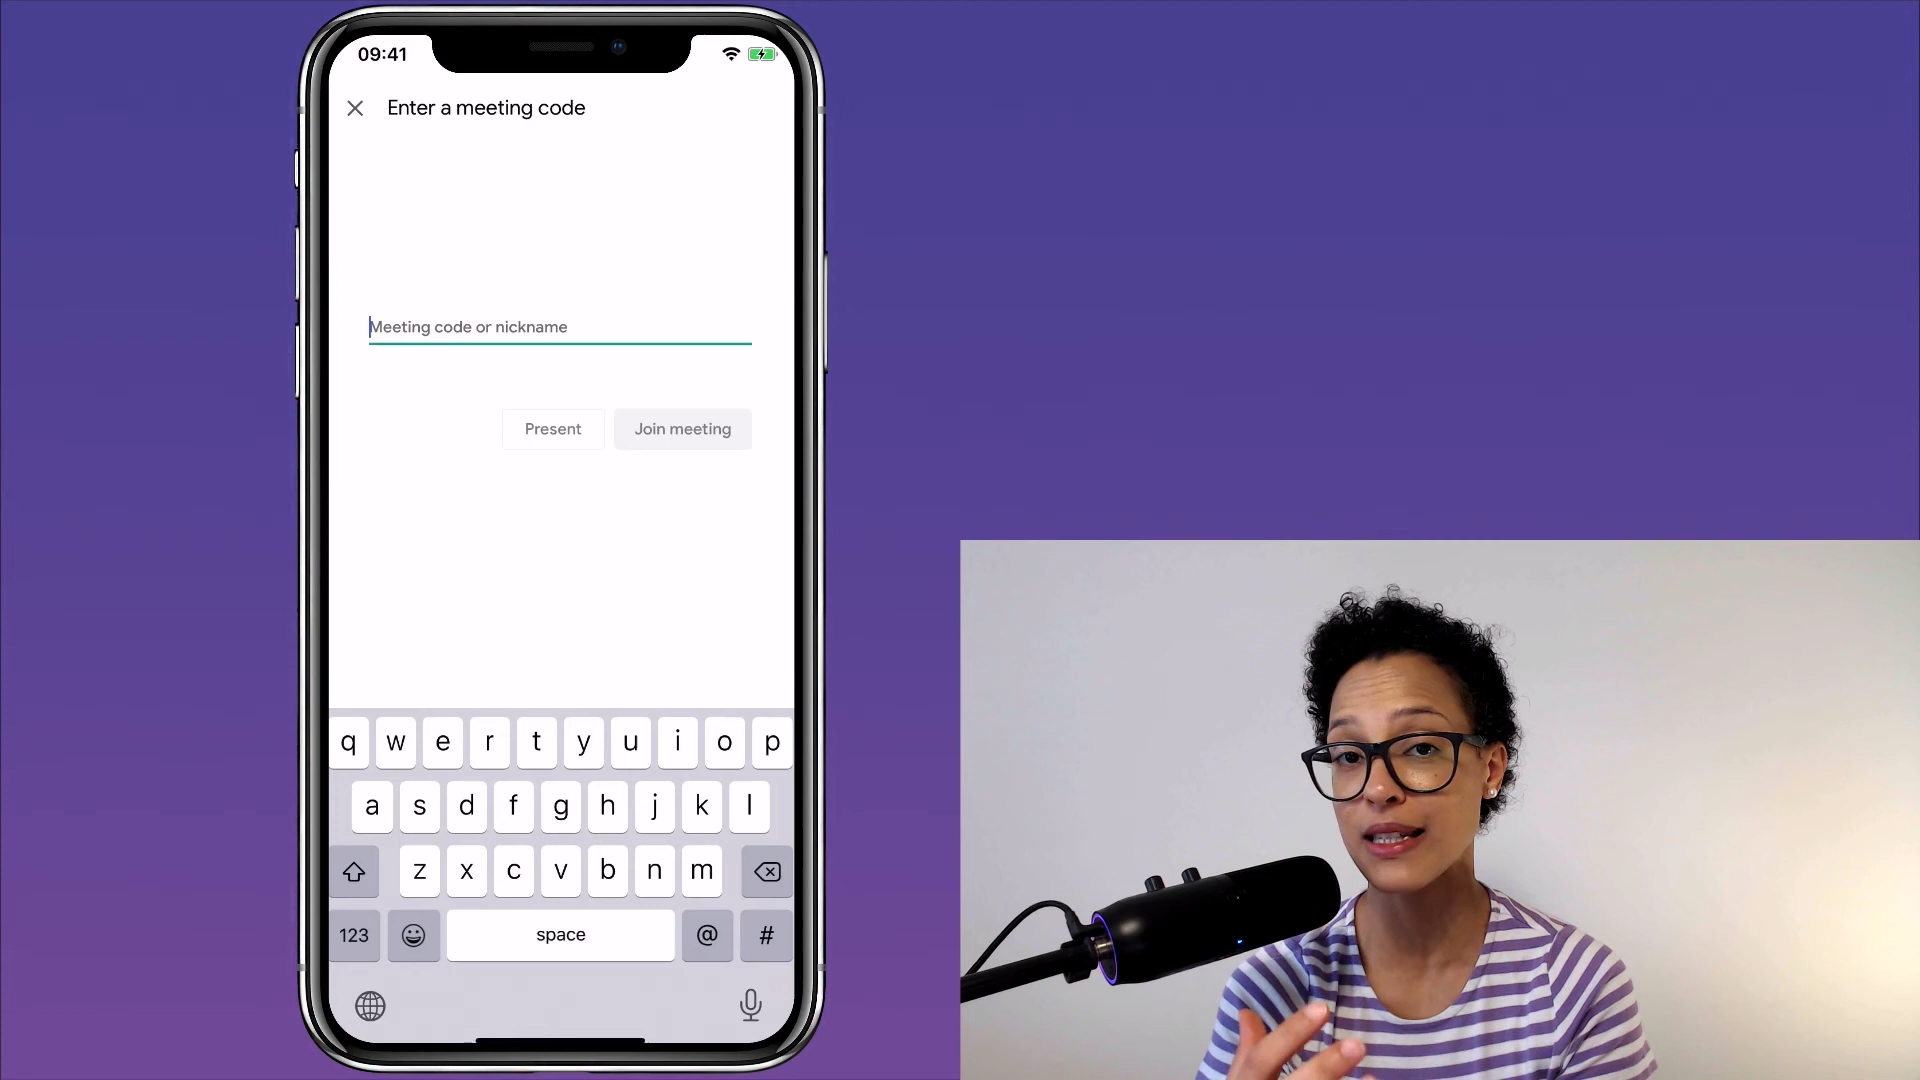 09:41
Enter a meeting code
Meeting code or nickname
Present Join meeting
q w e r t y u i o p
a s d f g h j k l
z x c v b n m
123 space @ #